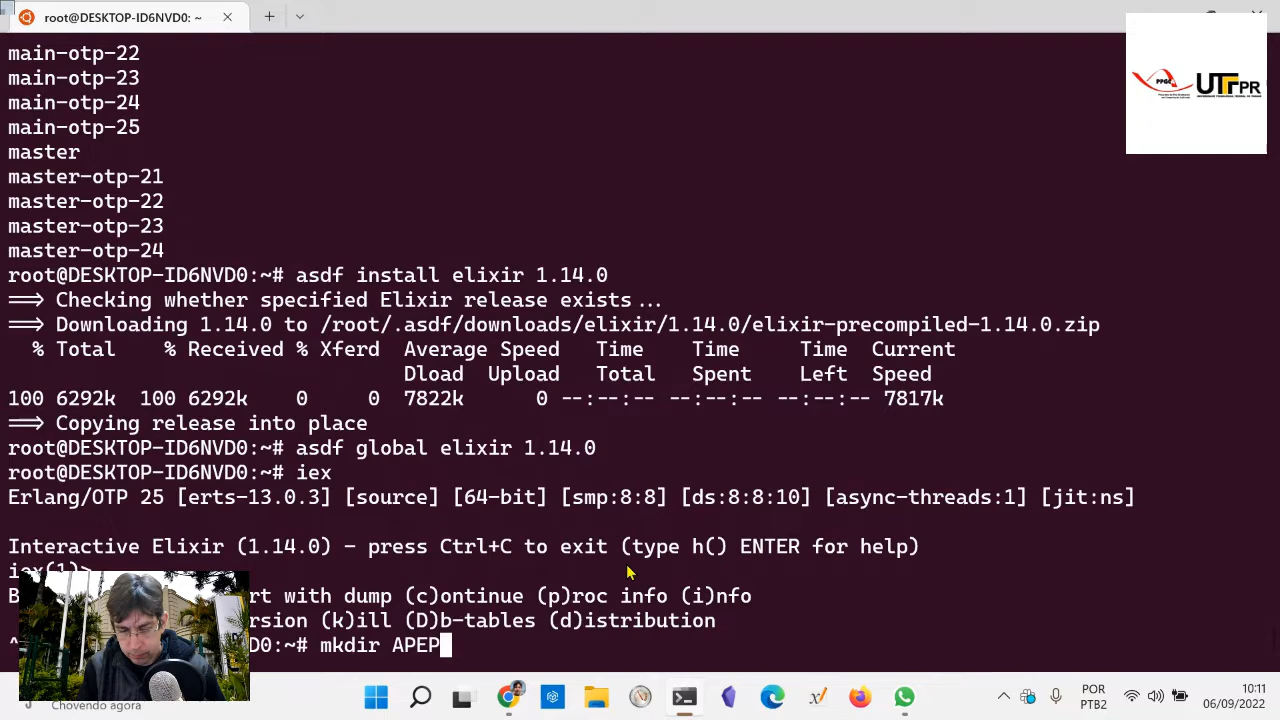 root@DESKTOP-ID6NVD0: ~
main-otp-22
main-otp-23
main-otp-24
main-otp-25
master
master-otp-21
master-otp-22
master-otp-23
master-otp-24
root@DESKTOP-ID6NVD0:~# asdf install elixir 1.14.0
==> Checking whether specified Elixir release exists...
==> Downloading 1.14.0 to /root/.asdf/downloads/elixir/1.14.0/elixir-precompiled-1.14.0.zip
% Total % Received % Xferd Average Speed Time Time Time Current
Dload Upload Total Spent Left Speed
100 6292k 100 6292k 0 0 7822k 0 --:--:-- --:--:-- --:--:-- 7817k
==> Copying release into place
root@DESKTOP-ID6NVD0:~# asdf global elixir 1.14.0
root@DESKTOP-ID6NVD0:~# iex
Erlang/OTP 25 [erts-13.0.3] [source] [64-bit] [smp:8:8] [ds:8:8:10] [async-threads:1] [jit:ns]
Interactive Elixir (1.14.0) - press Ctrl+C to exit (type h() ENTER for help)
iex(1)>
rt with dump (c)ontinue (p)roc info (i)nfo
rsion (k)ill (D)b-tables (d)istribution
D0:~# mkdir APEP
PPGCA
UTFPR
Chovendo agora
POR
PTB2
10:11
06/09/2022